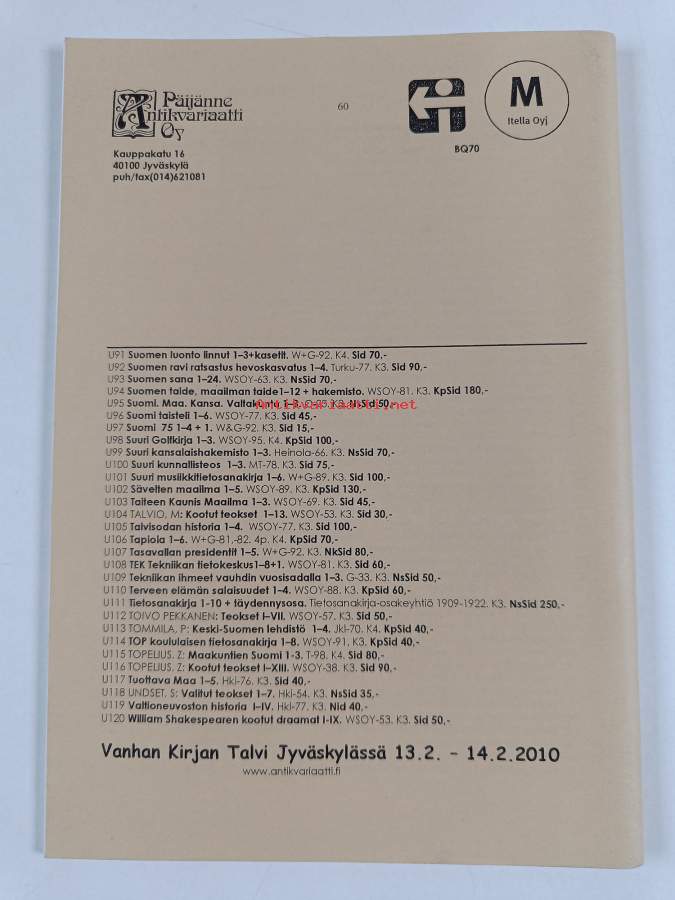 Päijänne
Antikvariaatti
Oy
60
M
Itella Oyj
BQ70
Kauppakatu 16
40100 Jyväskylä
puh/fax(014)621081
U91 Suomen luonto linnut 1–3+kasetit. W+G-92. K4. Sid 70,-
U92 Suomen ravi ratsastus hevoskasvatus 1–4. Turku-77. K3. Sid 90,-
U93 Suomen sana 1–24. WSOY-63. K3. NsSid 70,-
U94 Suomen taide, maailman taide1–12 + hakemisto. WSOY-81. K3. KpSid 180,-
U95 Suomi. Maa. Kansa. Valtakunta 1–3. K3. NsSid 50,-
Antikvariaatti.net
U96 Suomi taisteli 1–6. WSOY-77. K3. Sid 45,-
U97 Suomi 75 1–4 + 1. W&G-92. K3. Sid 15,-
U98 Suuri Golfkirja 1–3. WSOY-95. K4. KpSid 100,-
U99 Suuri kansalaishakemisto 1–3. Heinola-66. K3. NsSid 70,-
U100 Suuri kunnallisteos 1–3. MT-78. K3. Sid 75,-
U101 Suuri musiikkitietosanakirja 1–6. W+G-89. K3. Sid 100,-
U102 Sävelten maailma 1–5. WSOY-89. K3. KpSid 130,-
U103 Taiteen Kaunis Maailma 1–3. WSOY-69. K3. Sid 45,-
U104 TALVIO, M: Kootut teokset 1–13. WSOY-53. K3. Sid 30,-
U105 Talvisodan historia 1–4. WSOY-77. K3. Sid 100,-
U106 Tapiola 1–6. W+G-81,-82. 4p. K4. KpSid 70,-
U107 Tasavallan presidentit 1–5. W+G-92. K3. NkSid 80,-
U108 TEK Tekniikan tietokeskus1–8+1. WSOY-81. K3. Sid 60,-
U109 Tekniikan ihmeet vauhdin vuosisadalla 1–3. G-33. K3. NsSid 50,-
U110 Terveen elämän salaisuudet 1–4. WSOY-88. K3. KpSid 60,-
U111 Tietosanakirja 1-10 + täydennysosa. Tietosanakirja-osakeyhtiö 1909-1922. K3. NsSid 250,-
U112 TOIVO PEKKANEN: Teokset I–VII. WSOY-57. K3. Sid 50,-
U113 TOMMILA, P: Keski-Suomen lehdistö 1–4. Jkl-70. K4. KpSid 40,-
U114 TOP koululaisen tietosanakirja 1–8. WSOY-91. K3. KpSid 40,-
U115 TOPELIUS. Z: Maakuntien Suomi 1-3. T-98. K4. Sid 80,-
U116 TOPELIUS, Z: Kootut teokset I–XIII. WSOY-38. K3. Sid 90,-
U117 Tuottava Maa 1–5. Hki-76. K3. Sid 40,-
U118 UNDSET. S: Valitut teokset 1–7. Hki-54. K3. NsSid 35,-
U119 Valtioneuvoston historia I–IV. Hki-77. K3. Nid 40,-
U120 William Shakespearen kootut draamat I-IX. WSOY-53. K3. Sid 50,-
Vanhan Kirjan Talvi Jyväskylässä 13.2. – 14.2.2010
www.antikvariaatti.fi